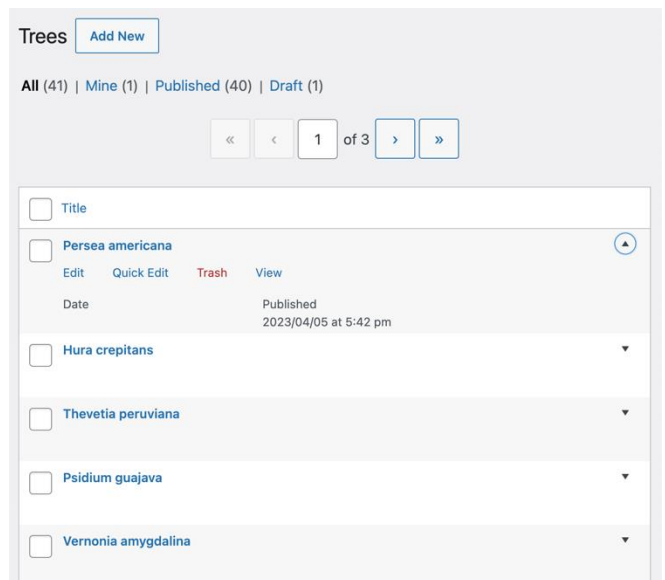 Trees Add New
All (41) | Mine (1) | Published (40) | Draft (1)
« ‹ 1 of 3 › »
Title
Persea americana
Edit Quick Edit Trash View
Date Published
2023/04/05 at 5:42 pm
Hura crepitans
Thevetia peruviana
Psidium guajava
Vernonia amygdalina